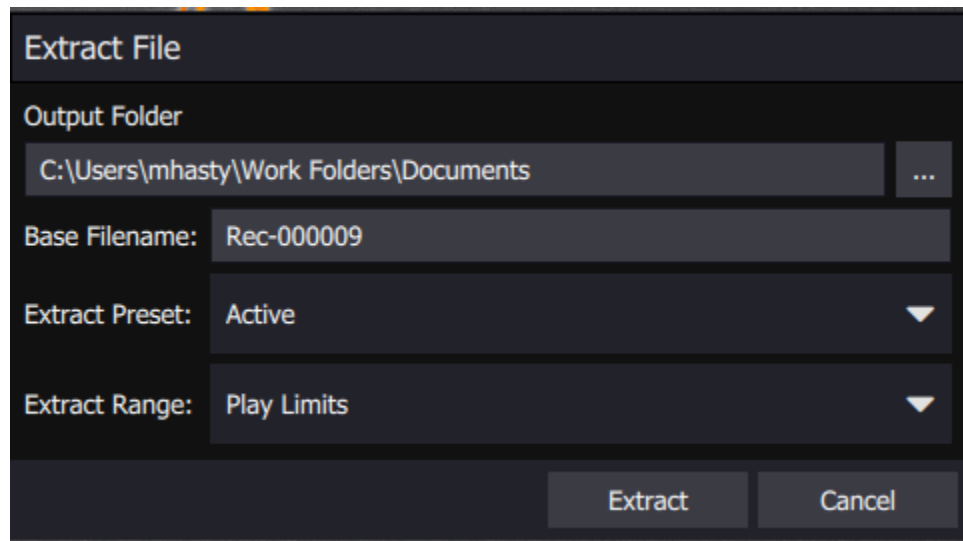 Extract File
Output Folder
C:\Users\mhasty\Work Folders\Documents ...
Base Filename: Rec-000009
Extract Preset: Active
Extract Range: Play Limits
Extract Cancel